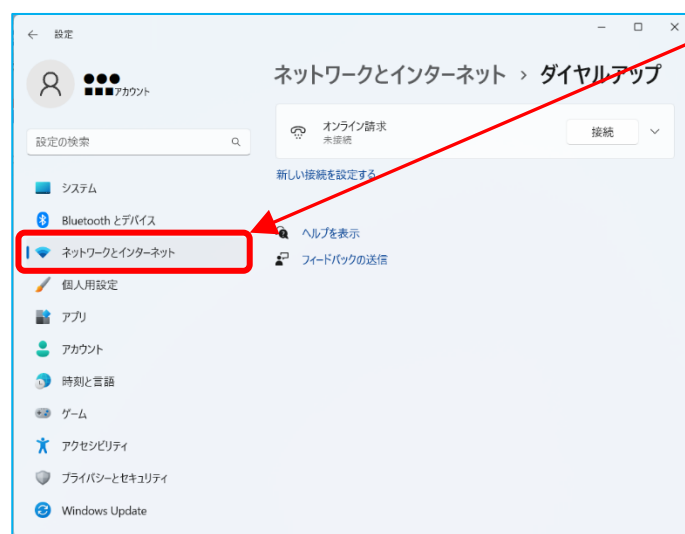 設定
●●●
■■■アカウント
設定の検索
システム
Bluetooth とデバイス
ネットワークとインターネット
個人用設定
アプリ
アカウント
時刻と言語
ゲーム
アクセシビリティ
プライバシーとセキュリティ
Windows Update
ネットワークとインターネット › ダイヤルアップ
オンライン請求
未接続
接続
新しい接続を設定する
ヘルプを表示
フィードバックの送信